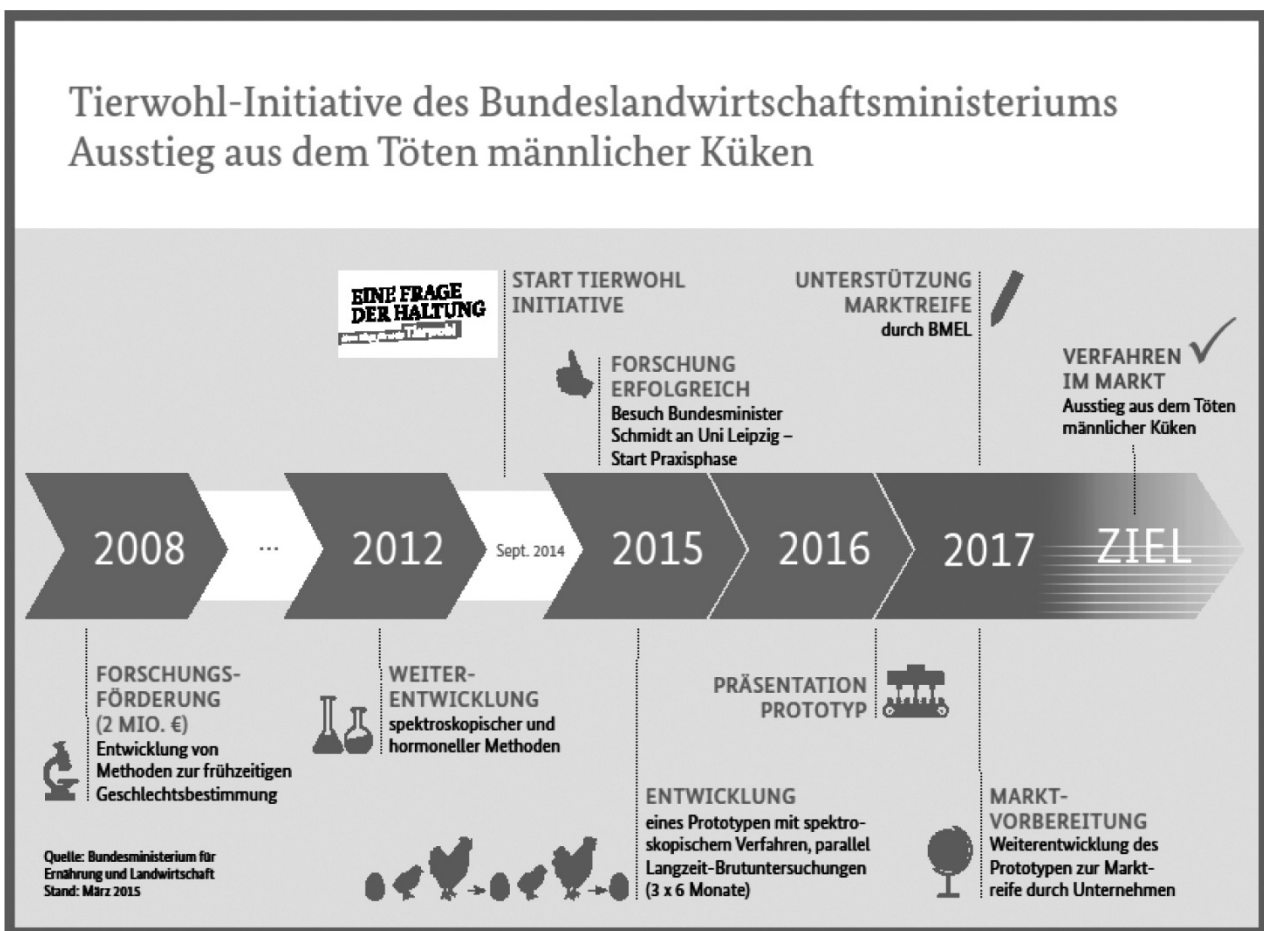 Tierwohl-Initiative des Bundeslandwirtschaftsministeriums
Ausstieg aus dem Töten männlicher Küken
EINE FRAGE
DER HALTUNG
Tierwohl
START TIERWOHL
INITIATIVE
FORSCHUNG
ERFOLGREICH
Besuch Bundesminister
Schmidt an Uni Leipzig –
Start Praxisphase
UNTERSTÜTZUNG
MARKTREIFE
durch BMEL
VERFAHREN
IM MARKT
Ausstieg aus dem Töten
männlicher Küken
2008
...
2012
Sept. 2014
2015
2016
2017
ZIEL
FORSCHUNGS-
FÖRDERUNG
(2 MIO. €)
Entwicklung von
Methoden zur frühzeitigen
Geschlechtsbestimmung
WEITER-
ENTWICKLUNG
spektroskopischer und
hormoneller Methoden
ENTWICKLUNG
eines Prototypen mit spektro-
skopischem Verfahren, parallel
Langzeit-Brutuntersuchungen
(3 x 6 Monate)
PRÄSENTATION
PROTOTYP
MARKT-
VORBEREITUNG
Weiterentwicklung des
Prototypen zur Markt-
reife durch Unternehmen
Quelle: Bundesministerium für
Ernährung und Landwirtschaft
Stand: März 2015